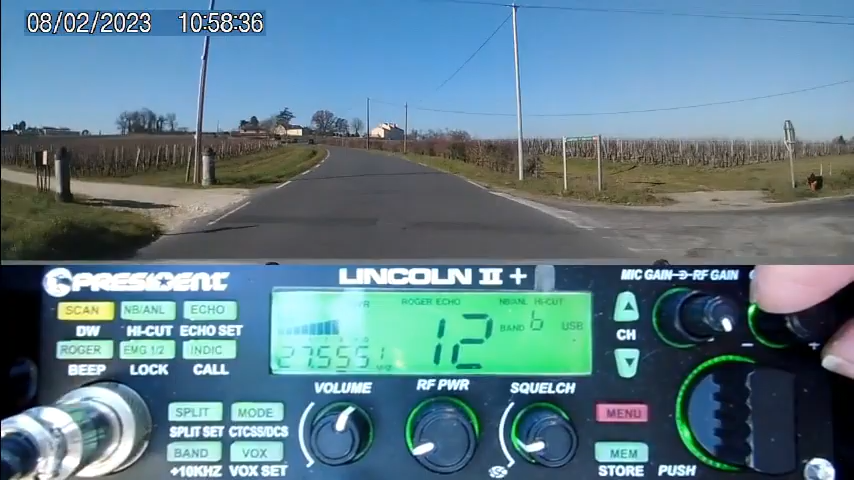 08/02/2023 10:58:36
PRESIDENT LINCOLN II + MIC GAIN RF GAIN
SCAN NB/ANL ECHO
DW HI-CUT ECHO SET
ROGER EMG 1/2 INDIC
BEEP LOCK CALL
ROGER ECHO NB/ANL HI-CUT
12 BAND 6 USB
27.555
CH
VOLUME RF PWR SQUELCH
SPLIT MODE
SPLIT SET CTCSS/DCS
BAND VOX
+10KHZ VOX SET
MENU
MEM
STORE PUSH